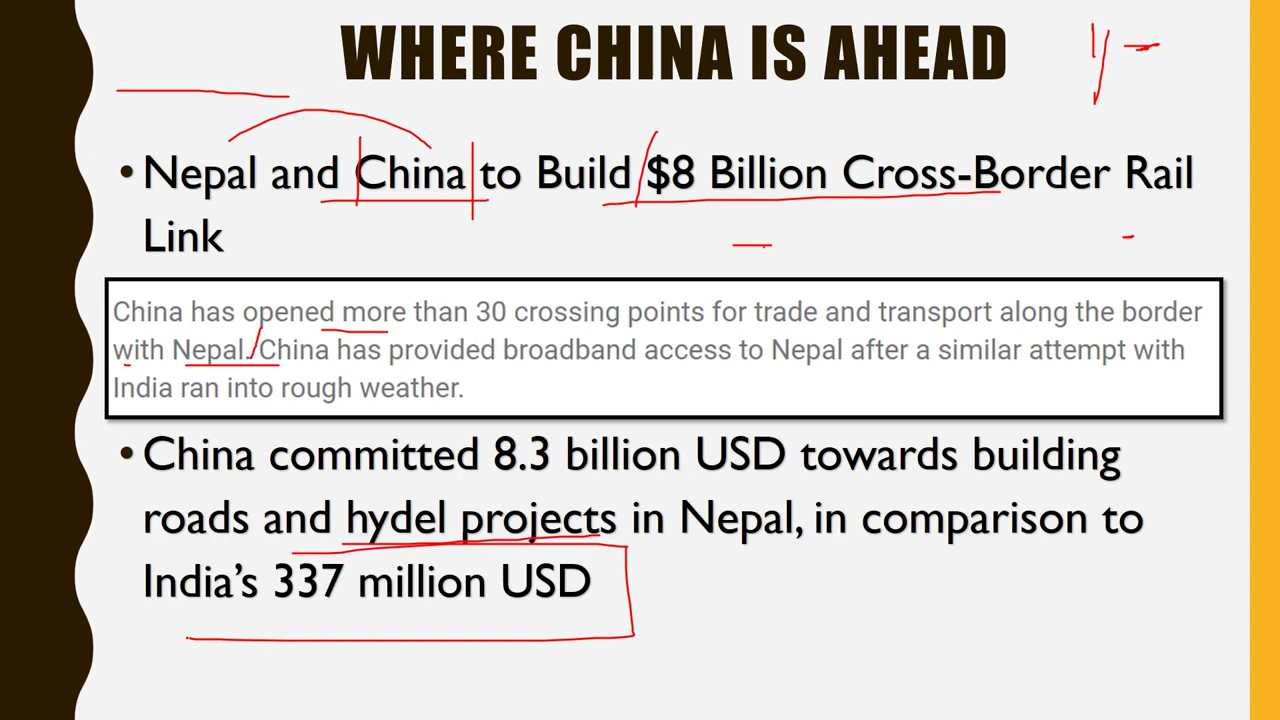 WHERE CHINA IS AHEAD
• Nepal and China to Build $8 Billion Cross-Border Rail
Link
China has opened more than 30 crossing points for trade and transport along the border
with Nepal. China has provided broadband access to Nepal after a similar attempt with
India ran into rough weather.
• China committed 8.3 billion USD towards building
roads and hydel projects in Nepal, in comparison to
India’s 337 million USD